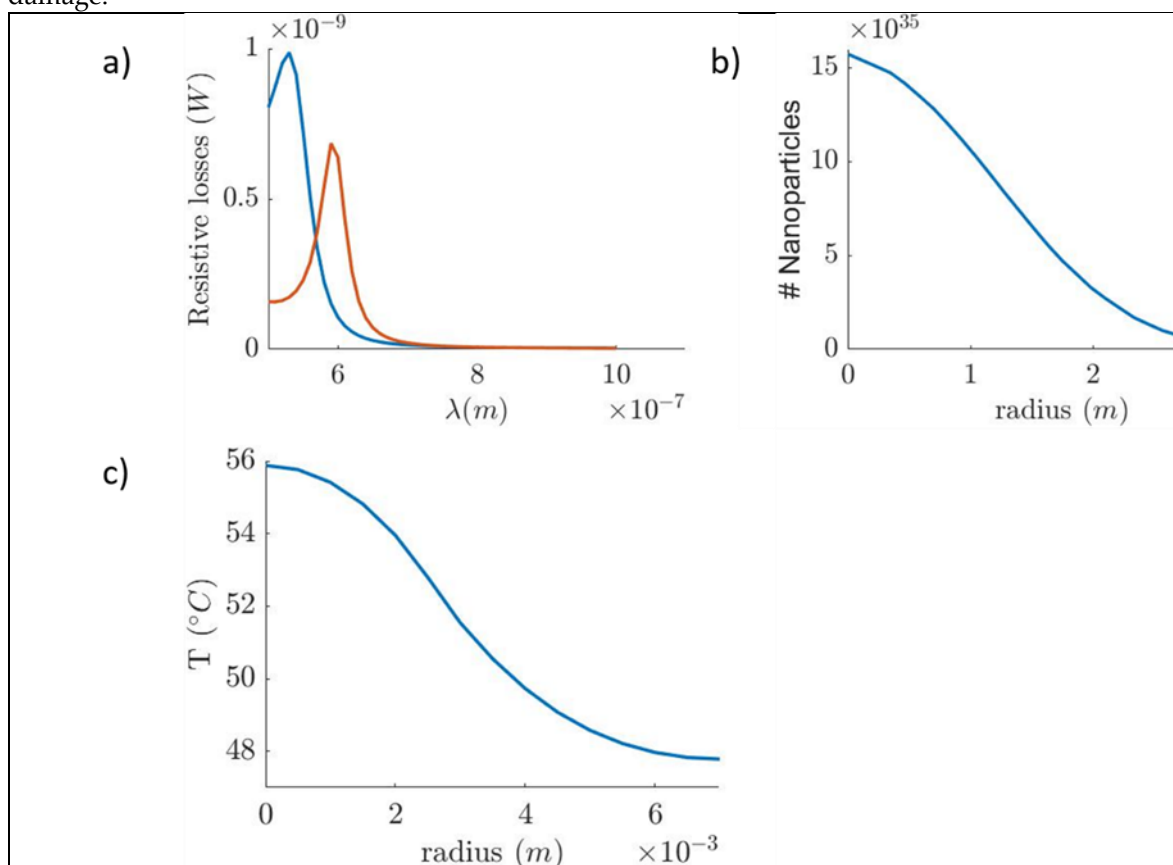 damage.
a)
×10⁻⁹
1
0.5
0
Resistive losses (W)
6
8
10
λ(m)
×10⁻⁷
b)
×10³⁵
15
10
5
0
# Nanoparticles
0
1
2
radius (m)
c)
56
54
52
50
48
T (°C)
0
2
4
6
radius (m)
×10⁻³